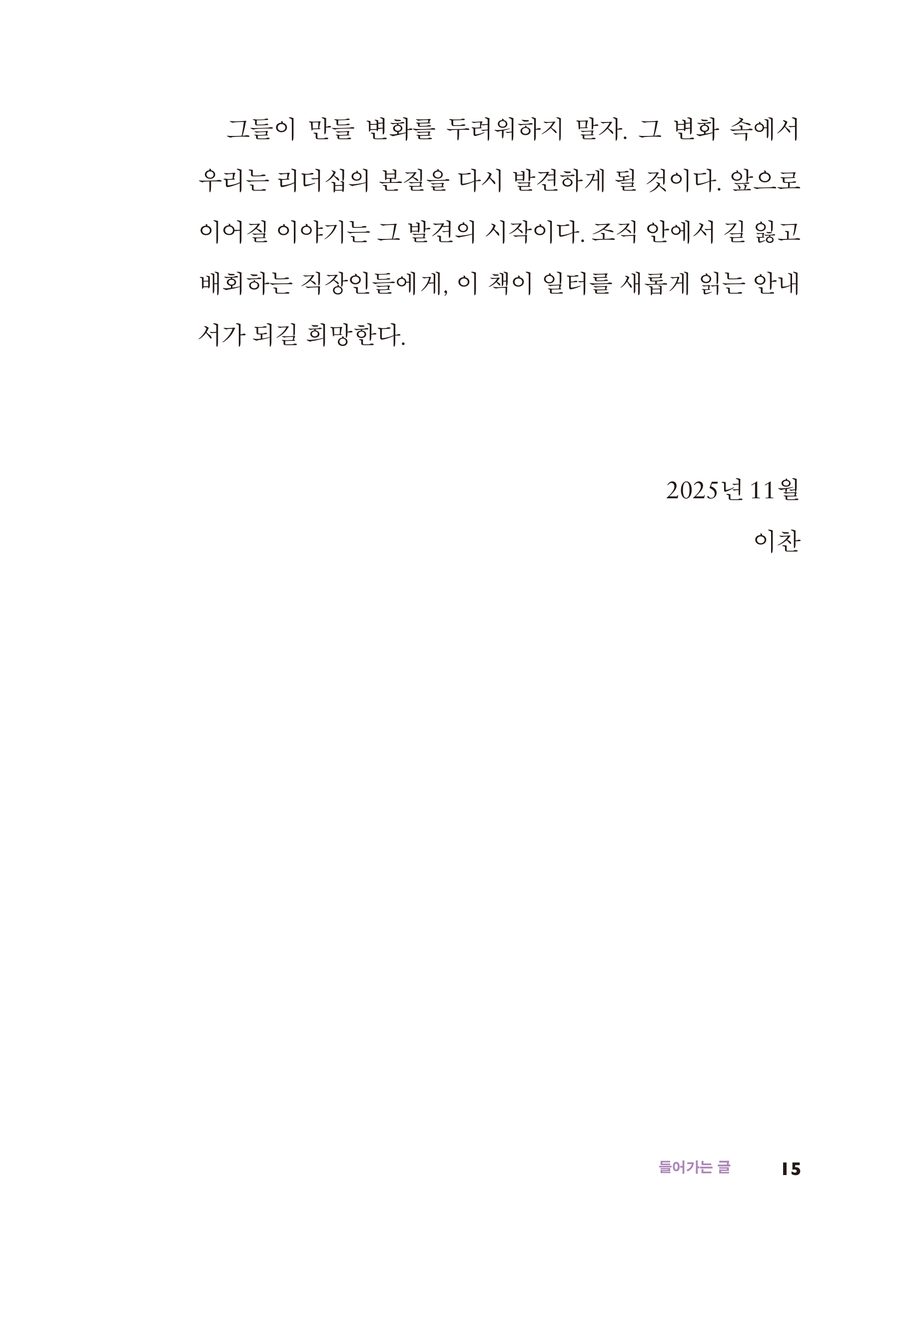 그들이 만들 변화를 두려워하지 말자. 그 변화 속에서
우리는 리더십의 본질을 다시 발견하게 될 것이다. 앞으로
이어질 이야기는 그 발견의 시작이다. 조직 안에서 길 잃고
배회하는 직장인들에게, 이 책이 일터를 새롭게 읽는 안내
서가 되길 희망한다.
2025년 11월
이찬
들어가는 글 15